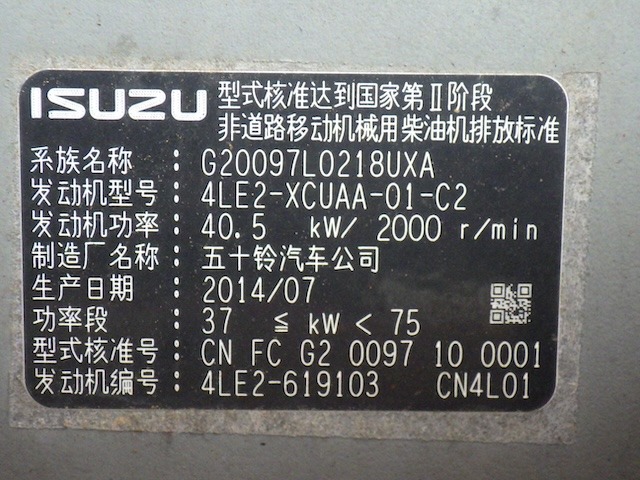 ISUZU 型式核准达到国家第Ⅱ阶段
非道路移动机械用柴油机排放标准
系族名称 : G20097L0218UXA
发动机型号 : 4LE2-XCUAA-01-C2
发动机功率 : 40.5 kW/ 2000 r/min
制造厂名称 : 五十铃汽车公司
生产日期 : 2014/07
功率段 : 37 ≦ kW < 75
型式核准号 : CN FC G2 0097 10 0001
发动机编号 : 4LE2-619103 CN4L01